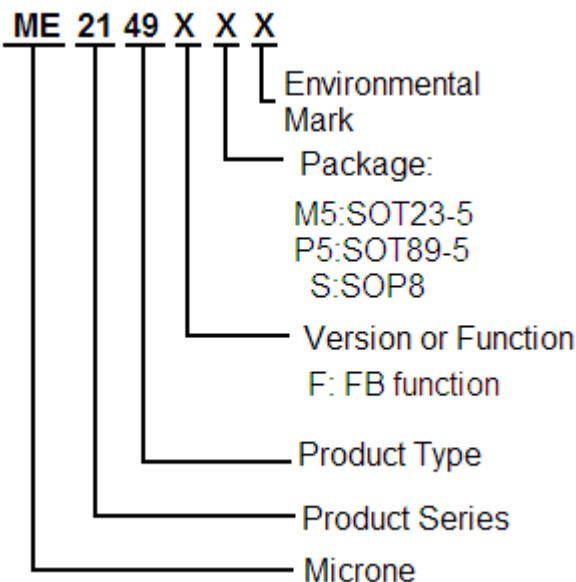 ME 21 49 X X X
Environmental
Mark
Package:
M5:SOT23-5
P5:SOT89-5
S:SOP8
Version or Function
F: FB function
Product Type
Product Series
Microne